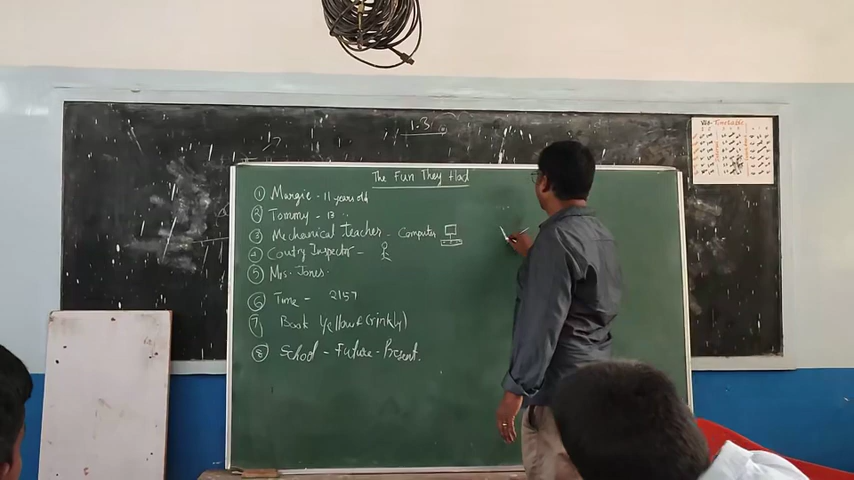 1.3
The Fun They Had
① Margie - 11 years old
② Tommy - 13 "
③ Mechanical teacher - Computer
④ Coutry Inspector -
⑤ Mrs. Jones.
⑥ Time - 2157
⑦ Book Yellow & Crinkly)
⑧ School - Future - Present.